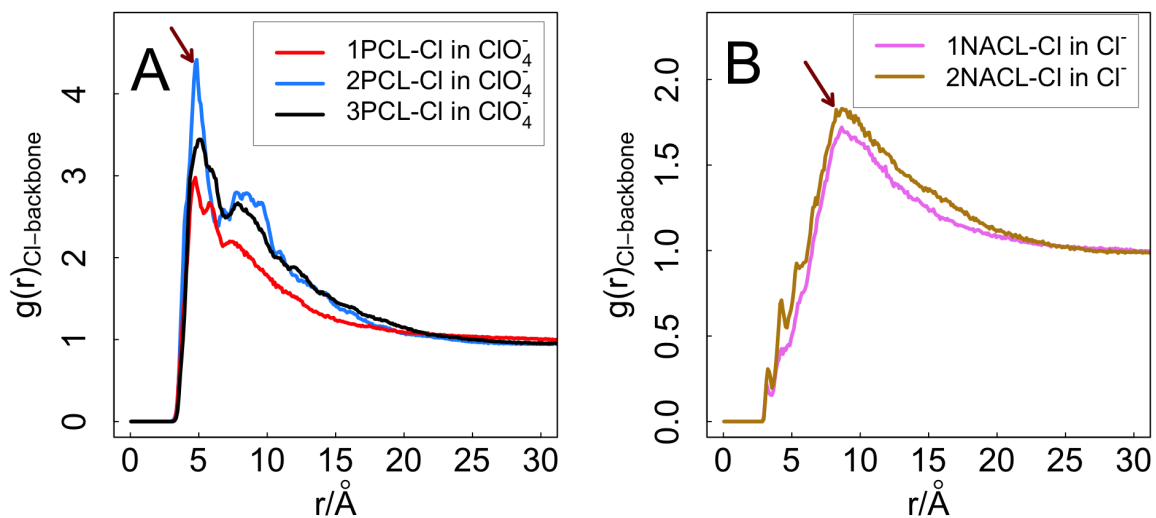 A
1PCL-Cl in ClO₄⁻
2PCL-Cl in ClO₄⁻
3PCL-Cl in ClO₄⁻
g(r)Cl−backbone
0 1 2 3 4
0 5 10 15 20 25 30
r/Å
B
1NACL-Cl in Cl⁻
2NACL-Cl in Cl⁻
g(r)Cl−backbone
0.0 0.5 1.0 1.5 2.0
0 5 10 15 20 25 30
r/Å